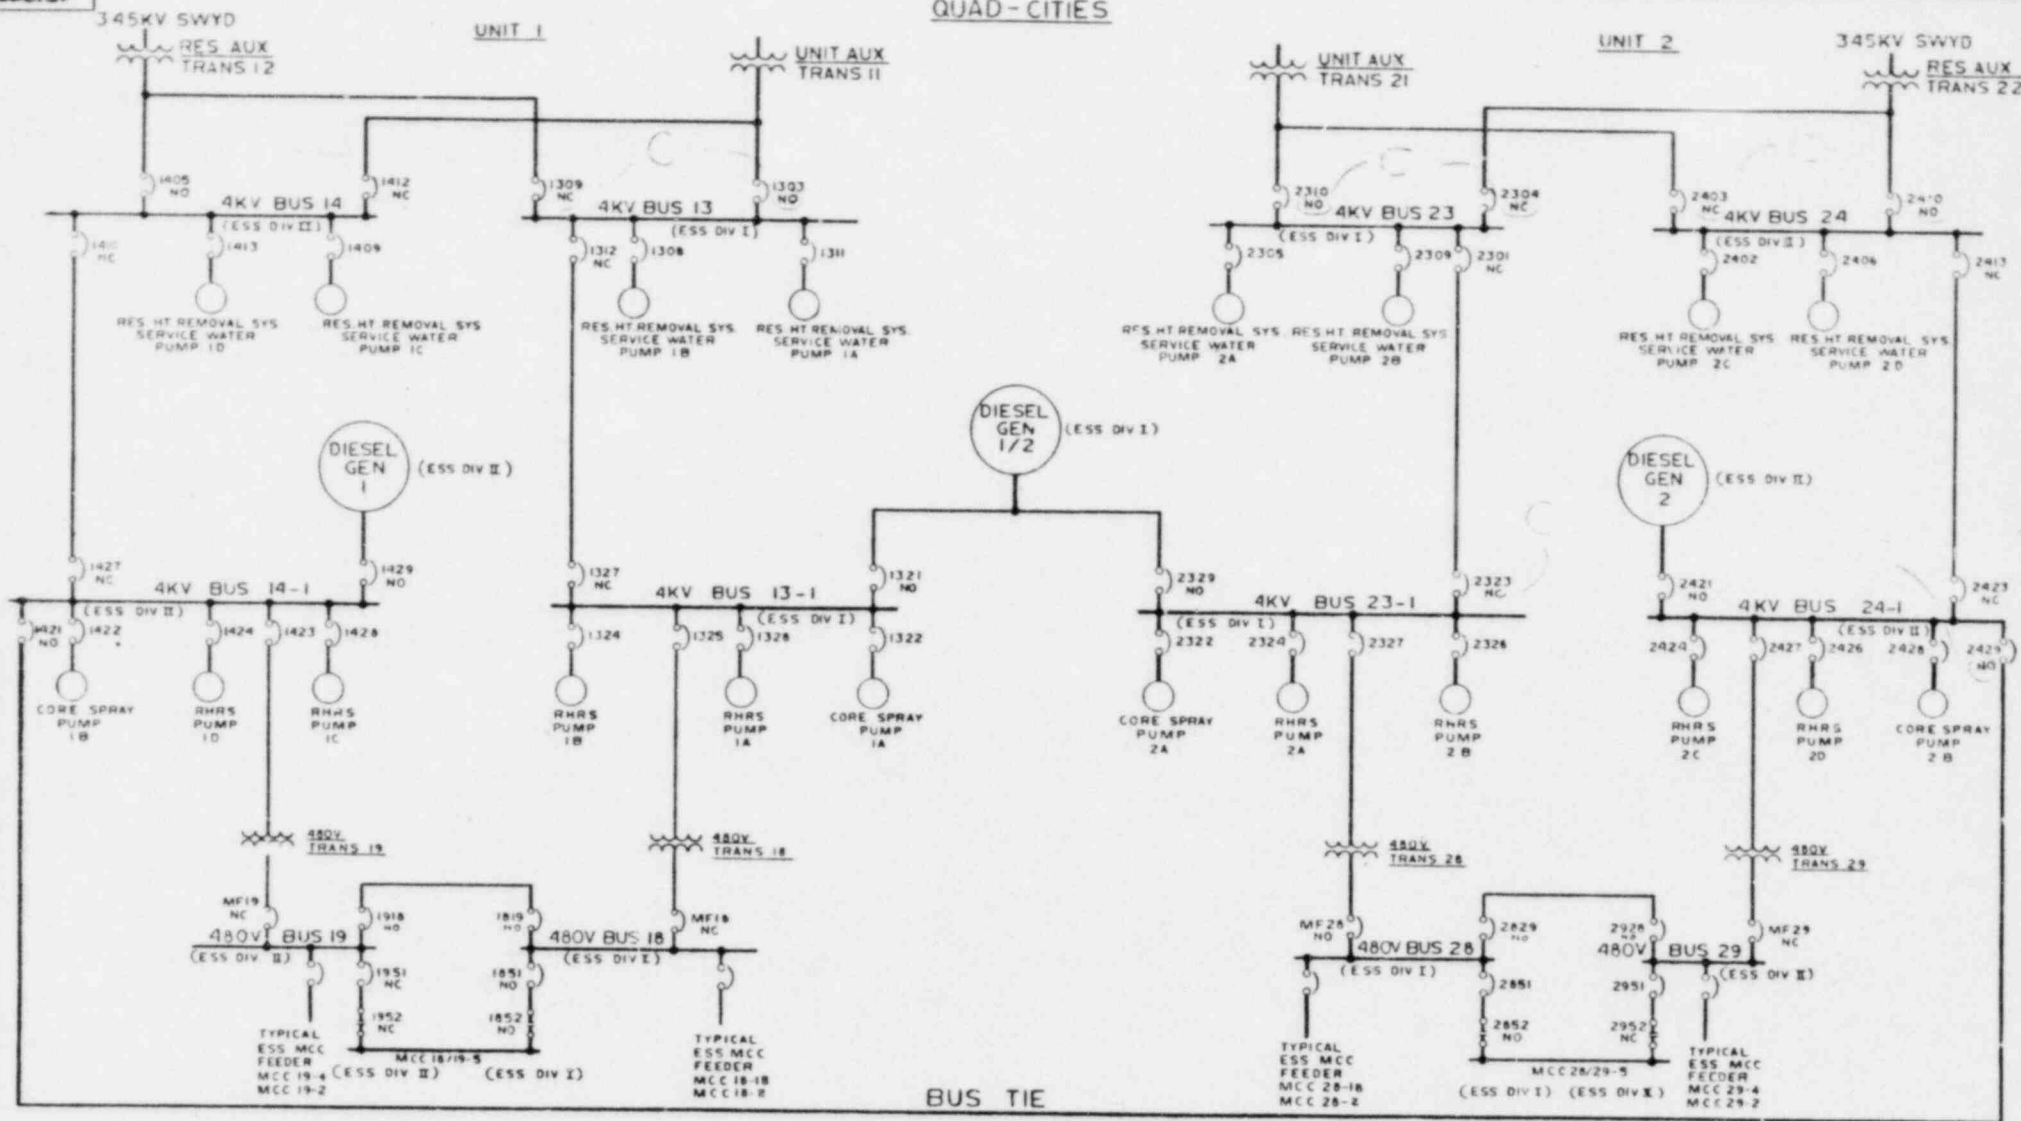 QUAD-CITIES
345KV SWYD
RES AUX
TRANS 12
UNIT 1
UNIT AUX
TRANS 11
UNIT AUX
TRANS 21
UNIT 2
345KV SWYD
RES AUX
TRANS 22
1405
NO
1412
NC
1309
NC
1303
NO
2310
NO
2304
NC
2403
NC
2410
NO
4KV BUS 14
(ESS DIV II)
4KV BUS 13
(ESS DIV I)
4KV BUS 23
(ESS DIV I)
4KV BUS 24
(ESS DIV II)
NC
1413
1409
1312
NC
1308
1311
2305
2309
2301
NC
2402
2406
2413
NC
RES. HT REMOVAL SYS
SERVICE WATER
PUMP 1D
RES. HT REMOVAL SYS
SERVICE WATER
PUMP 1C
RES. HT REMOVAL SYS.
SERVICE WATER
PUMP 1B
RES. HT REMOVAL SYS.
SERVICE WATER
PUMP 1A
RES. HT REMOVAL SYS.
SERVICE WATER
PUMP 2A
RES. HT REMOVAL SYS
SERVICE WATER
PUMP 2B
RES. HT REMOVAL SYS
SERVICE WATER
PUMP 2C
RES. HT REMOVAL SYS
SERVICE WATER
PUMP 2D
DIESEL
GEN
1
(ESS DIV II)
DIESEL
GEN
1/2
(ESS DIV I)
DIESEL
GEN
2
(ESS DIV II)
1427
NC
1429
NO
1327
NC
1321
NO
2329
NO
2323
NC
2421
NO
2423
NC
4KV BUS 14-1
(ESS DIV II)
4KV BUS 13-1
(ESS DIV I)
4KV BUS 23-1
(ESS DIV I)
4KV BUS 24-1
(ESS DIV II)
1421
NO
1422
1424
1423
1428
1324
1325
1328
1322
2322
2324
2327
2326
2424
2427
2426
2428
2429
NO
CORE SPRAY
PUMP
1B
RHRS
PUMP
1D
RHRS
PUMP
1C
RHRS
PUMP
1B
RHRS
PUMP
1A
CORE SPRAY
PUMP
1A
CORE SPRAY
PUMP
2A
RHRS
PUMP
2A
RHRS
PUMP
2B
RHRS
PUMP
2C
RHRS
PUMP
2D
CORE SPRAY
PUMP
2B
480V
TRANS 19
480V
TRANS 18
480V
TRANS 28
480V
TRANS 29
MF19
NC
1918
NO
1819
NO
MF18
NC
MF28
NO
2829
NO
2928
NO
MF29
NC
480V BUS 19
(ESS DIV II)
480V BUS 18
(ESS DIV I)
480V BUS 28
(ESS DIV I)
480V BUS 29
(ESS DIV II)
1951
NC
1851
NO
2851
2951
1952
NC
1852
NO
2852
NO
2952
NC
TYPICAL
ESS MCC
FEEDER
MCC 19-4
MCC 19-2
MCC 18/19-5
(ESS DIV II) (ESS DIV I)
TYPICAL
ESS MCC
FEEDER
MCC 18-1B
MCC 18-2
TYPICAL
ESS MCC
FEEDER
MCC 28-1B
MCC 28-2
MCC 28/29-5
(ESS DIV I) (ESS DIV II)
TYPICAL
ESS MCC
FEEDER
MCC 29-4
MCC 29-2
BUS TIE